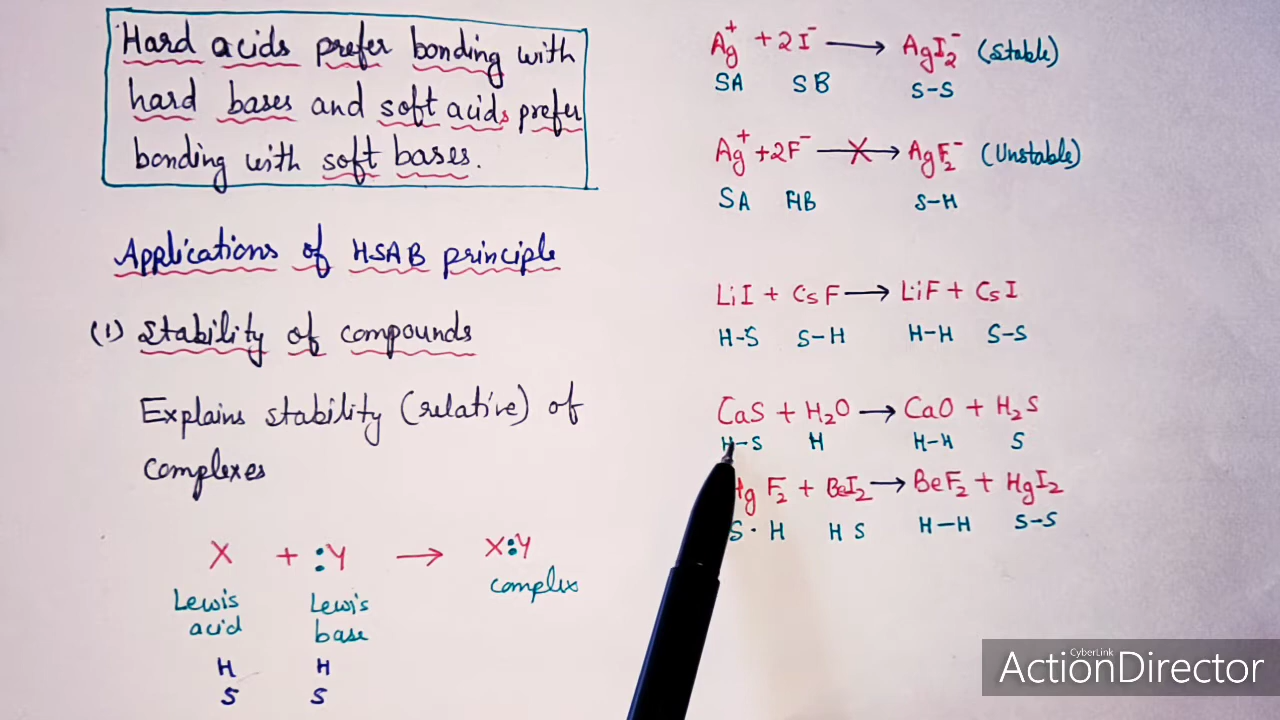 Hard acids prefer bonding with
hard bases and soft acids prefer
bonding with soft bases.
Applications of HSAB principle
(1) Stability of compounds
Explains stability (relative) of
complexes
X + :Y → X:Y
complex
Lewis acid
Lewis base
H H
S S
Ag⁺ + 2I⁻ → AgI₂⁻ (Stable)
SA SB S-S
Ag⁺ + 2F⁻ → AgF₂⁻ (Unstable)
SA HB S-H
LiI + CsF → LiF + CsI
H-S S-H H-H S-S
CaS + H₂O → CaO + H₂S
H-S H H-H S
Hg F₂ + BeI₂ → BeF₂ + HgI₂
S · H H S H-H S-S
CyberLink
ActionDirector